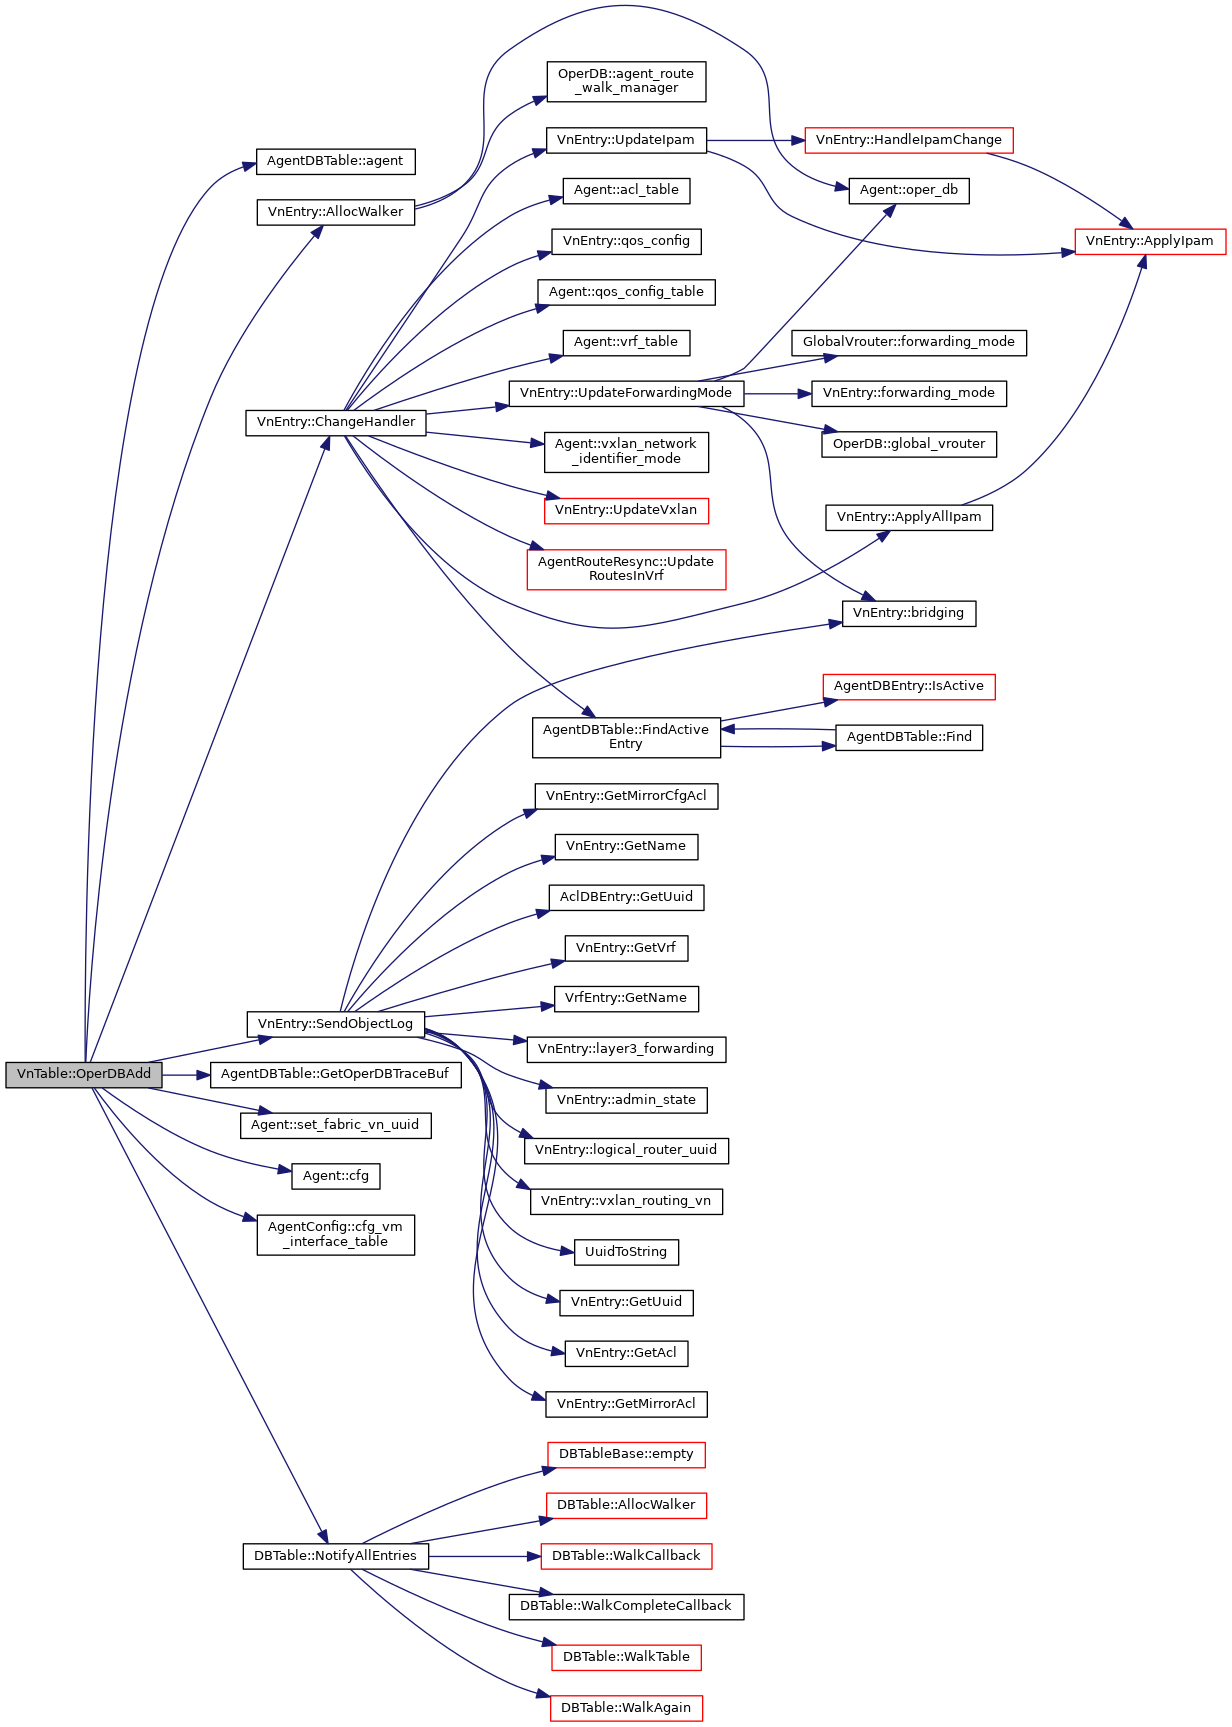 OperDB::agent_route
_walk_manager
VnEntry::UpdateIpam
VnEntry::HandleIpamChange
AgentDBTable::agent
Agent::acl_table
Agent::oper_db
VnEntry::AllocWalker
VnEntry::qos_config
VnEntry::ApplyIpam
Agent::qos_config_table
Agent::vrf_table
GlobalVrouter::forwarding_mode
VnEntry::UpdateForwardingMode
VnEntry::forwarding_mode
VnEntry::ChangeHandler
Agent::vxlan_network
_identifier_mode
OperDB::global_vrouter
VnEntry::UpdateVxlan
VnEntry::ApplyAllIpam
AgentRouteResync::Update
RoutesInVrf
VnEntry::bridging
AgentDBEntry::IsActive
AgentDBTable::FindActive
Entry
AgentDBTable::Find
VnEntry::GetMirrorCfgAcl
VnEntry::GetName
AclDBEntry::GetUuid
VnEntry::GetVrf
VrfEntry::GetName
VnEntry::SendObjectLog
VnEntry::layer3_forwarding
VnTable::OperDBAdd
AgentDBTable::GetOperDBTraceBuf
VnEntry::admin_state
Agent::set_fabric_vn_uuid
VnEntry::logical_router_uuid
Agent::cfg
VnEntry::vxlan_routing_vn
AgentConfig::cfg_vm
_interface_table
UuidToString
VnEntry::GetUuid
VnEntry::GetAcl
VnEntry::GetMirrorAcl
DBTableBase::empty
DBTable::AllocWalker
DBTable::NotifyAllEntries
DBTable::WalkCallback
DBTable::WalkCompleteCallback
DBTable::WalkTable
DBTable::WalkAgain